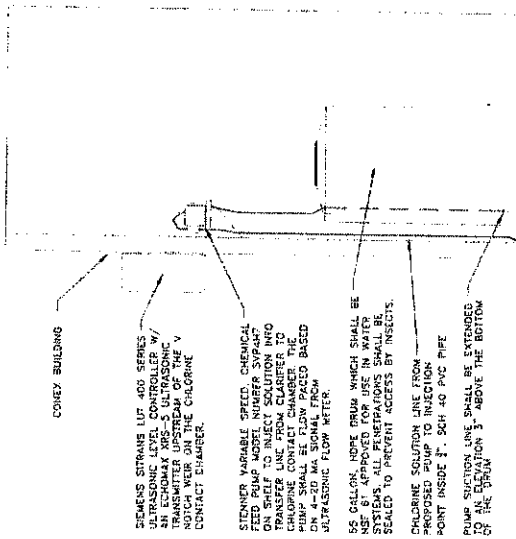 CONEX BUILDING
SIEMENS SITRANS LUT 400 SERIES
ULTRASONIC LEVEL CONTROLLER W/
AN ECHOMAX XRS-5 ULTRASONIC
TRANSMITTER UPSTREAM OF THE V
NOTCH WEIR ON THE CHLORINE
CONTACT CHAMBER.
STENNER VARIABLE SPEED, CHEMICAL
FEED PUMP MODEL NUMBER SVP4H7
ON SHELF TO INJECT SOLUTION INTO
TRANSFER LINE FROM CLARIFIER TO
CHLORINE CONTACT CHAMBER. THE
PUMP SHALL BE FLOW PACED BASED
ON 4-20 MA SIGNAL FROM
ULTRASONIC FLOW METER.
55 GALLON, HDPE DRUM WHICH SHALL BE
NSF 61 APPROVED FOR USE IN WATER
SYSTEMS. ALL PENETRATIONS SHALL BE
SEALED TO PREVENT ACCESS BY INSECTS.
CHLORINE SOLUTION LINE FROM
PROPOSED PUMP TO INJECTION
POINT INSIDE 3", SCH 40 PVC PIPE
PUMP SUCTION LINE SHALL BE EXTENDED
TO AN ELEVATION 3" ABOVE THE BOTTOM
OF THE DRUM